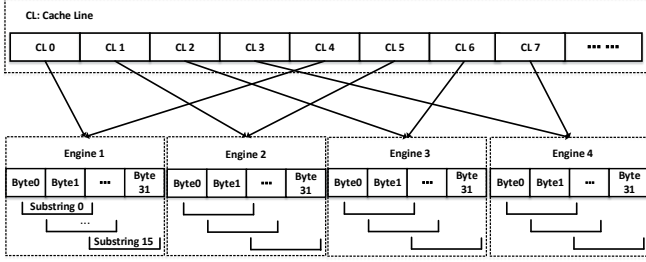 CL: Cache Line
CL 0 CL 1 CL 2 CL 3 CL 4 CL 5 CL 6 CL 7 ... ...
Engine 1 Engine 2 Engine 3 Engine 4
Byte0 Byte1 ... Byte 31 Byte0 Byte1 ... Byte 31 Byte0 Byte1 ... Byte 31 Byte0 Byte1 ... Byte 31
Substring 0
...
Substring 15